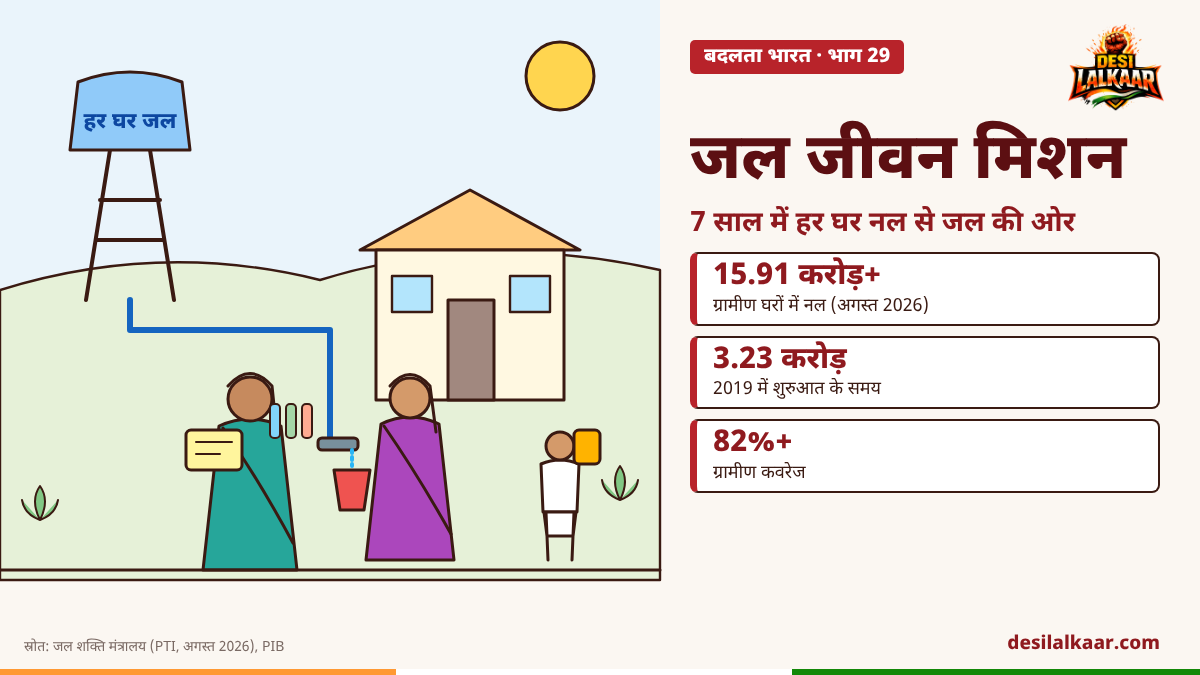 हर घर जल
बदलता भारत · भाग 29
DESI
LALKAAR
जल जीवन मिशन
7 साल में हर घर नल से जल की ओर
15.91 करोड़+
ग्रामीण घरों में नल (अगस्त 2026)
3.23 करोड़
2019 में शुरुआत के समय
82%+
ग्रामीण कवरेज
स्रोत: जल शक्ति मंत्रालय (PTI, अगस्त 2026), PIB
desilalkaar.com